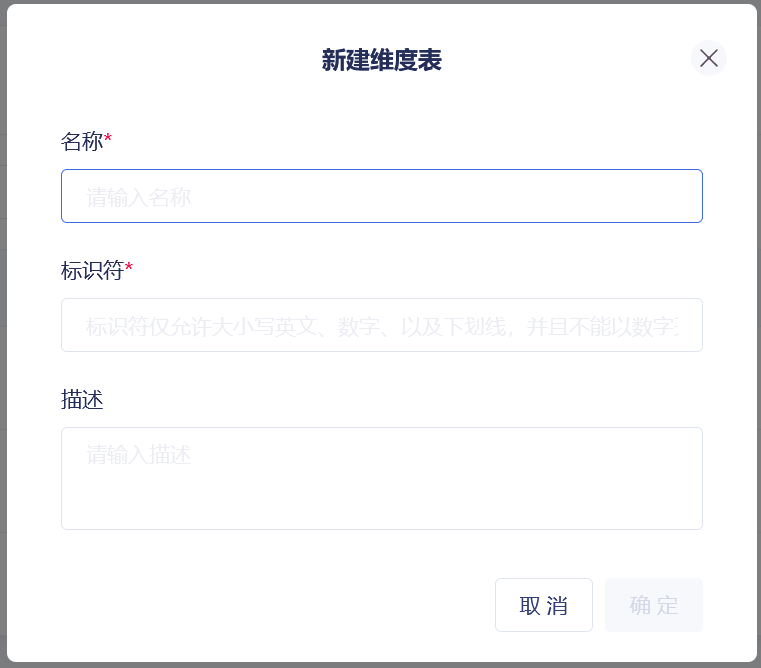 新建维度表
名称*
请输入名称
标识符*
标识符仅允许大小写英文、数字、以及下划线，并且不能以数字
描述
请输入描述
取 消
确 定